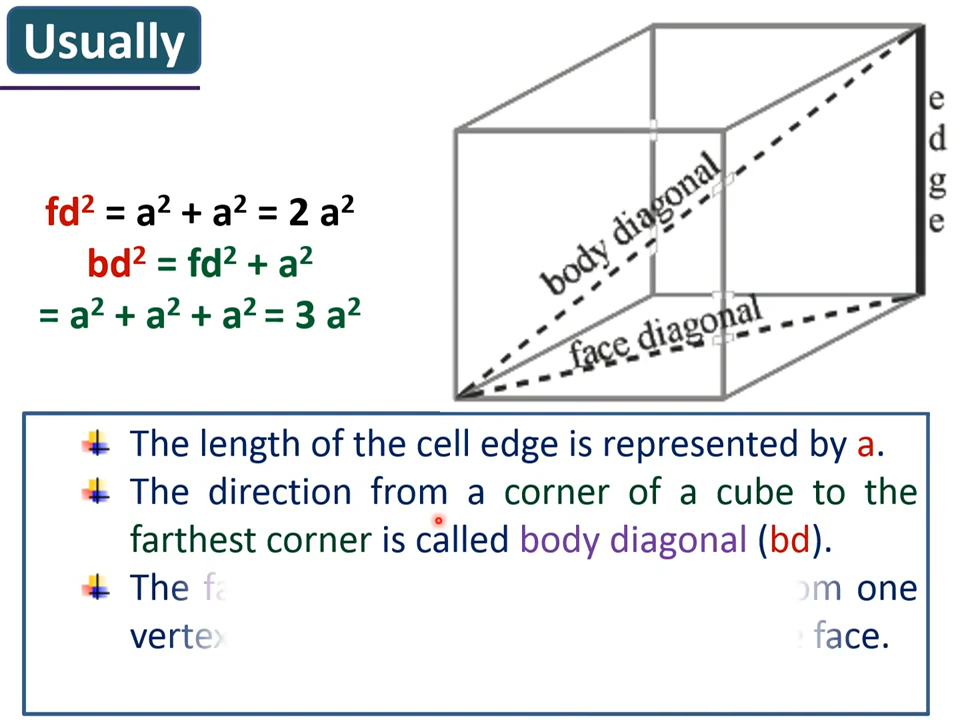 Usually
fd² = a² + a² = 2 a²
bd² = fd² + a²
= a² + a² + a² = 3 a²
body diagonal
face diagonal
edge
The length of the cell edge is represented by a.
The direction from a corner of a cube to the
farthest corner is called body diagonal (bd).
The one
vertex face.